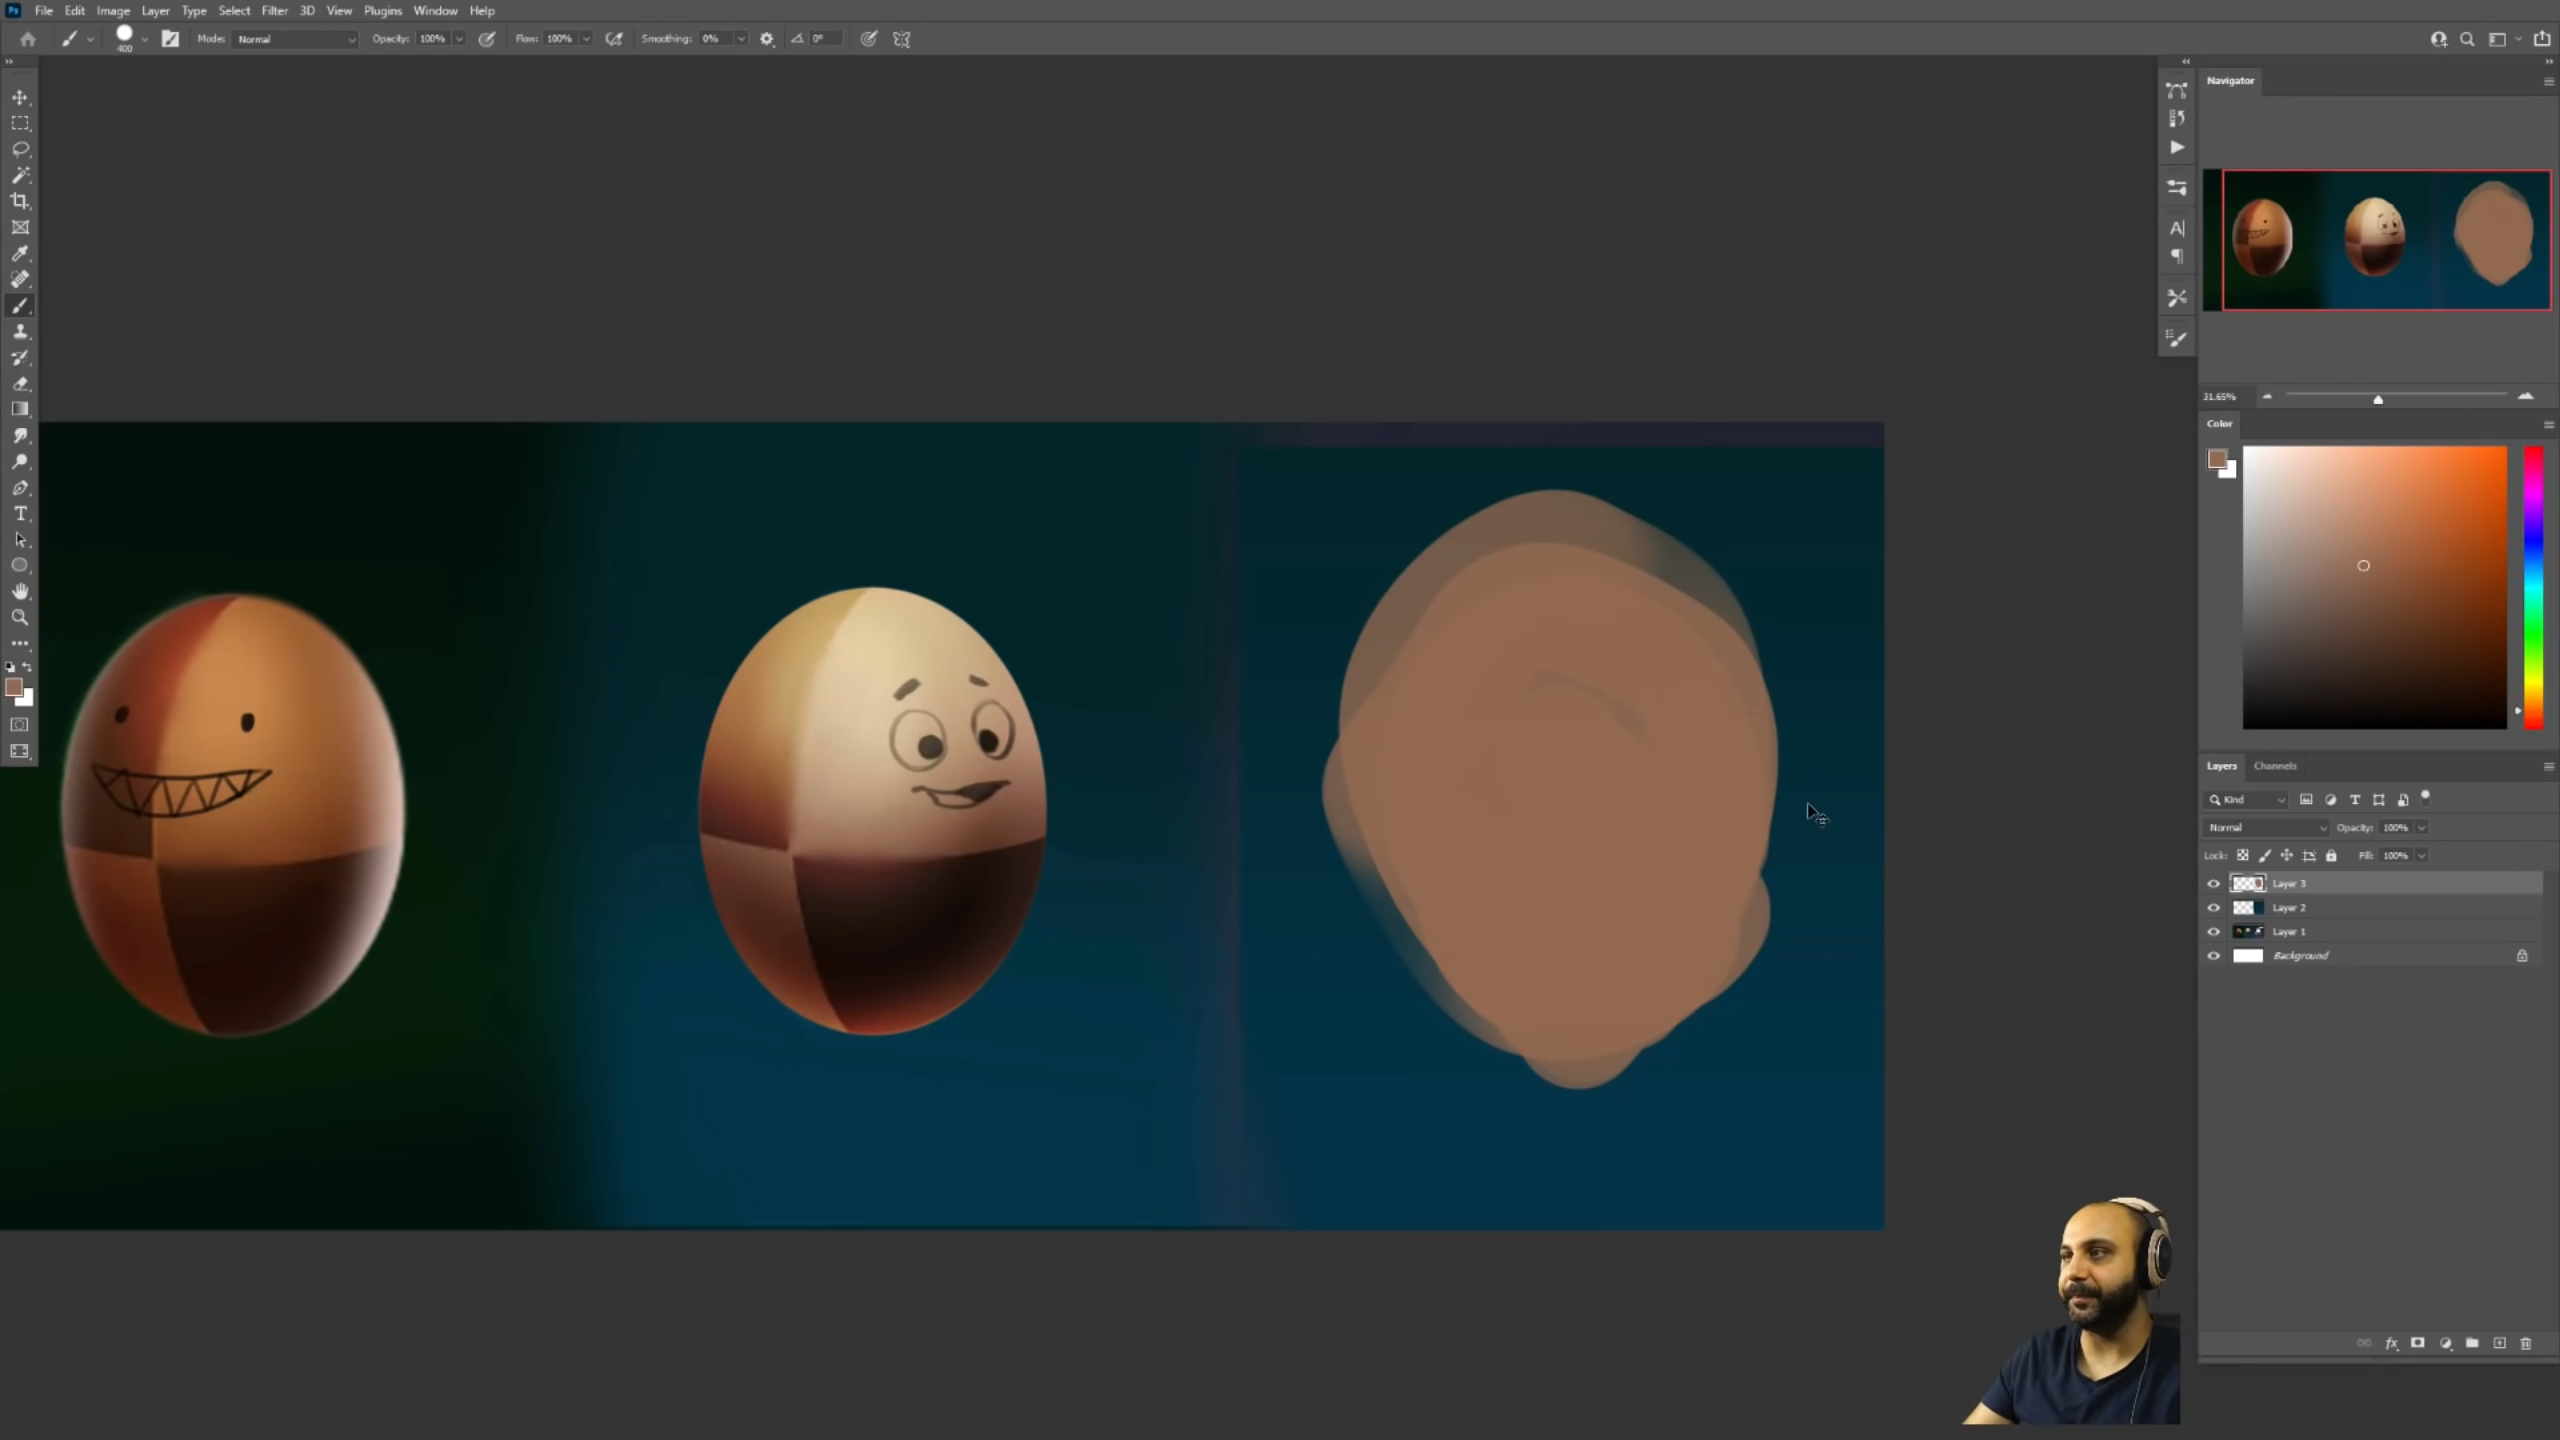 Ps File Edit Image Layer Type Select Filter 3D View Plugins Window Help
400 Mode: Normal Opacity: 100% Flow: 100% Smoothing: 0% 0°
Navigator
31.65%
Color
Layers Channels
Kind
Normal Opacity: 100%
Lock: Fill: 100%
Layer 3
Layer 2
Layer 1
Background